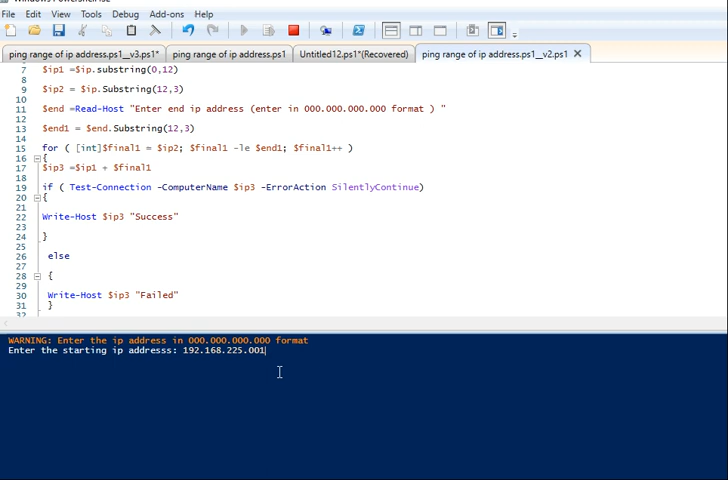 File Edit View Tools Debug Add-ons Help
ping range of ip address.ps1__v3.ps1* ping range of ip address.ps1 Untitled12.ps1*(Recovered) ping range of ip address.ps1__v2.ps1
7 $ip1 =$ip.substring(0,12)
8
9 $ip2 = $ip.Substring(12,3)
10
11 $end =Read-Host "Enter end ip address (enter in 000.000.000.000 format ) "
12
13 $end1 = $end.Substring(12,3)
14
15 for ( [int]$final1 = $ip2; $final1 -le $end1; $final1++ )
16 {
17 $ip3 =$ip1 + $final1
18
19 if ( Test-Connection -ComputerName $ip3 -ErrorAction SilentlyContinue)
20 {
21
22 Write-Host $ip3 "Success"
23
24 }
25
26 else
27
28 {
29
30 Write-Host $ip3 "Failed"
31 }
32
WARNING: Enter the ip address in 000.000.000.000 format
Enter the starting ip addresss: 192.168.225.001